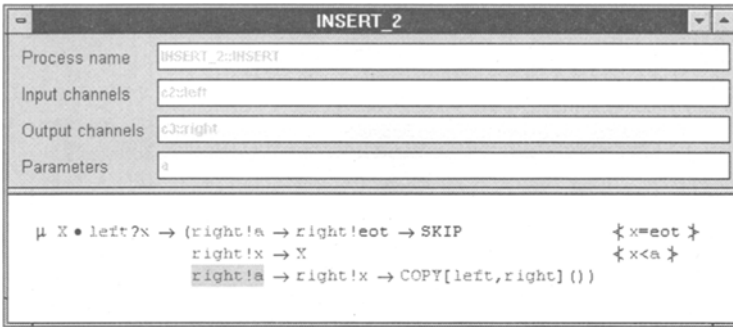 INSERT_2
Process name INSERT_2::INSERT
Input channels c2::left
Output channels c3::right
Parameters a
μ X • left?x → (right!a → right!eot → SKIP ≮ x=eot ≯
right!x → X ≮ x<a ≯
right!a → right!x → COPY[left,right]())